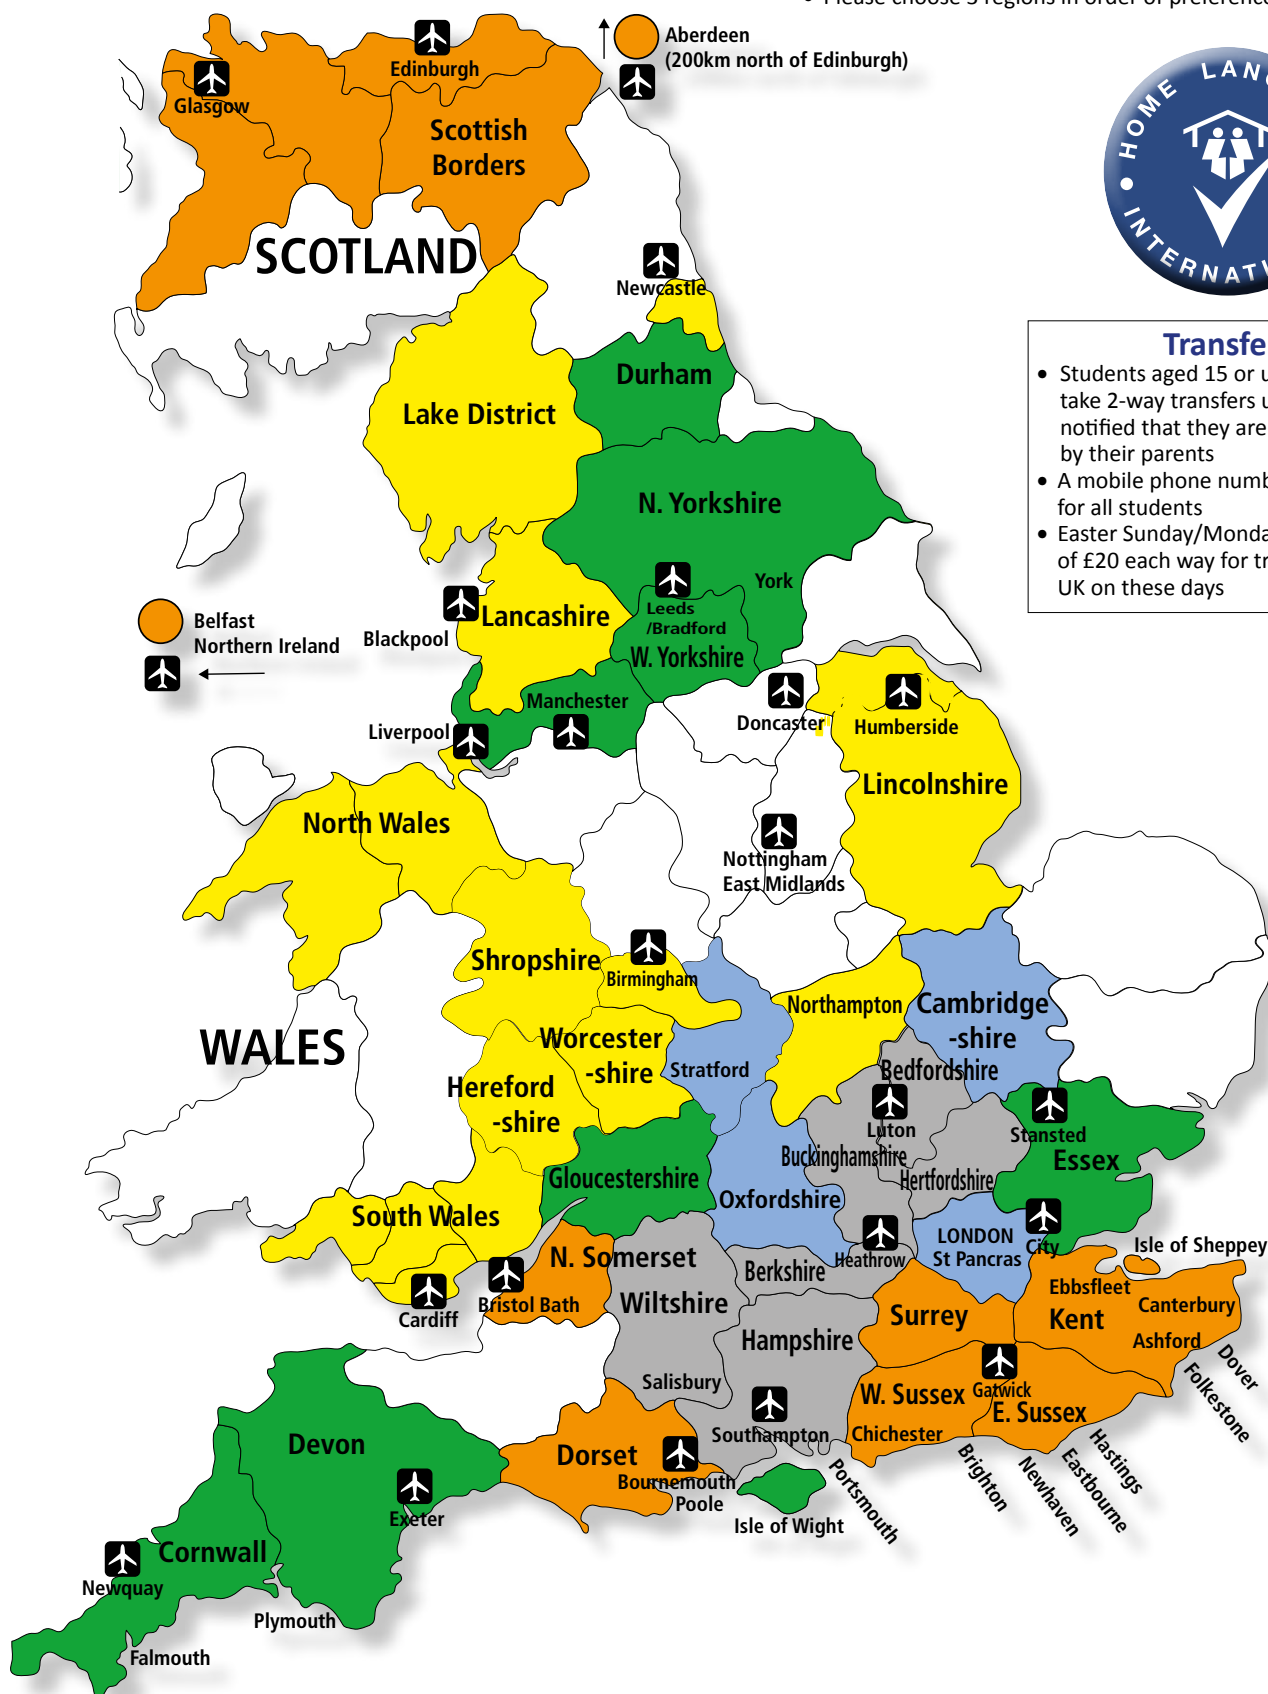 • Please choose 3 regions in order of preference
Aberdeen
(200km north of Edinburgh)
Edinburgh
Glasgow
Scottish
Borders
HOME LANG
INTERNATI
SCOTLAND
Newcastle
Transfe
• Students aged 15 or u
take 2-way transfers u
notified that they are
by their parents
• A mobile phone numb
for all students
• Easter Sunday/Monda
of £20 each way for tr
UK on these days
Durham
Lake District
N. Yorkshire
York
Leeds
/Bradford
W. Yorkshire
Lancashire
Blackpool
Belfast
Northern Ireland
Manchester
Liverpool
Doncaster
Humberside
Lincolnshire
North Wales
Nottingham
East Midlands
Shropshire
Birmingham
Northampton
Cambridge
-shire
WALES
Worcester
-shire
Stratford
Bedfordshire
Hereford
-shire
Luton
Stansted
Essex
Buckinghamshire
Hertfordshire
Gloucestershire
Oxfordshire
South Wales
LONDON
St Pancras
City
Isle of Sheppey
N. Somerset
Berkshire
Heathrow
Ebbsfleet
Canterbury
Kent
Ashford
Dover
Folkestone
Cardiff
Bristol Bath
Wiltshire
Surrey
Hampshire
Salisbury
W. Sussex
Gatwick
E. Sussex
Chichester
Southampton
Hastings
Eastbourne
Newhaven
Brighton
Portsmouth
Devon
Dorset
Bournemouth
Poole
Isle of Wight
Exeter
Cornwall
Newquay
Plymouth
Falmouth